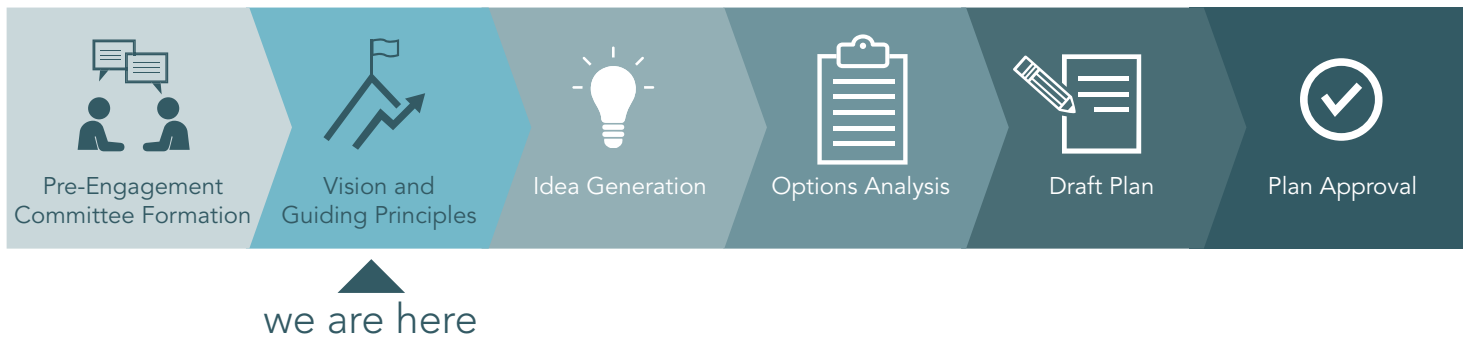 Pre-Engagement
Committee Formation
Vision and
Guiding Principles
Idea Generation
Options Analysis
Draft Plan
Plan Approval
we are here